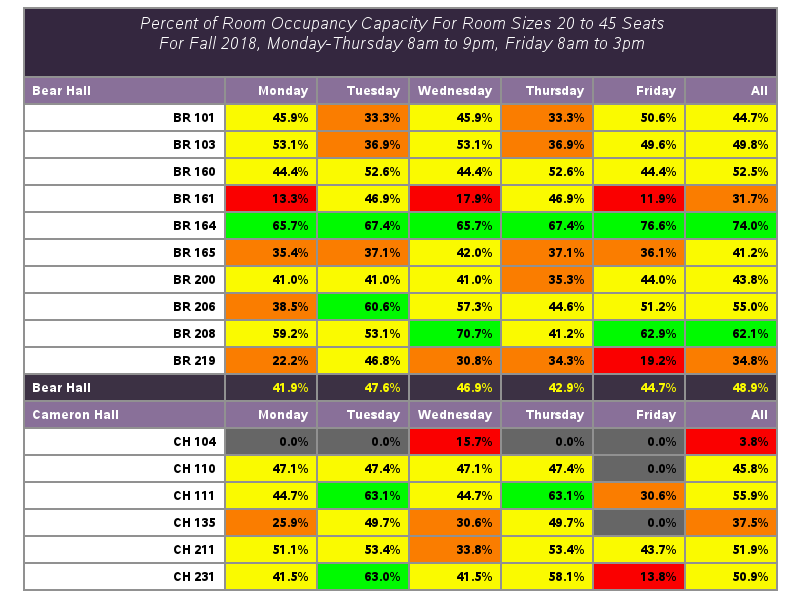 Percent of Room Occupancy Capacity For Room Sizes 20 to 45 Seats
For Fall 2018, Monday-Thursday 8am to 9pm, Friday 8am to 3pm
Bear Hall Monday Tuesday Wednesday Thursday Friday All
BR 101 45.9% 33.3% 45.9% 33.3% 50.6% 44.7%
BR 103 53.1% 36.9% 53.1% 36.9% 49.6% 49.8%
BR 160 44.4% 52.6% 44.4% 52.6% 44.4% 52.5%
BR 161 13.3% 46.9% 17.9% 46.9% 11.9% 31.7%
BR 164 65.7% 67.4% 65.7% 67.4% 76.6% 74.0%
BR 165 35.4% 37.1% 42.0% 37.1% 36.1% 41.2%
BR 200 41.0% 41.0% 41.0% 35.3% 44.0% 43.8%
BR 206 38.5% 60.6% 57.3% 44.6% 51.2% 55.0%
BR 208 59.2% 53.1% 70.7% 41.2% 62.9% 62.1%
BR 219 22.2% 46.8% 30.8% 34.3% 19.2% 34.8%
Bear Hall 41.9% 47.6% 46.9% 42.9% 44.7% 48.9%
Cameron Hall Monday Tuesday Wednesday Thursday Friday All
CH 104 0.0% 0.0% 15.7% 0.0% 0.0% 3.8%
CH 110 47.1% 47.4% 47.1% 47.4% 0.0% 45.8%
CH 111 44.7% 63.1% 44.7% 63.1% 30.6% 55.9%
CH 135 25.9% 49.7% 30.6% 49.7% 0.0% 37.5%
CH 211 51.1% 53.4% 33.8% 53.4% 43.7% 51.9%
CH 231 41.5% 63.0% 41.5% 58.1% 13.8% 50.9%